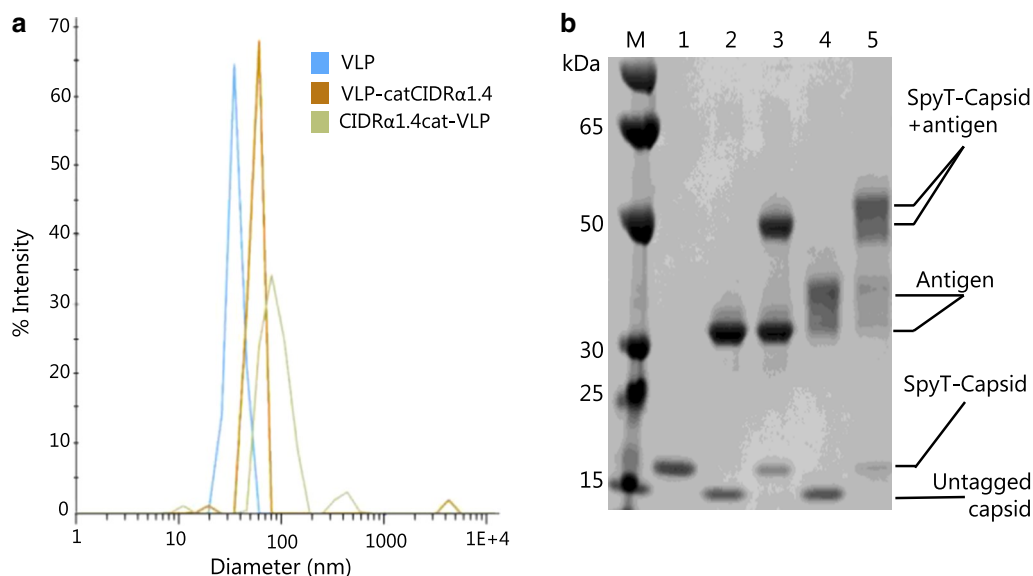 a
70
60
50
40
30
20
10
0
% Intensity
1
10
100
1000
1E+4
Diameter (nm)
VLP
VLP-catCIDRα1.4
CIDRα1.4cat-VLP
b
M 1 2 3 4 5
kDa
65
50
30
25
15
SpyT-Capsid
+antigen
Antigen
SpyT-Capsid
Untagged
capsid